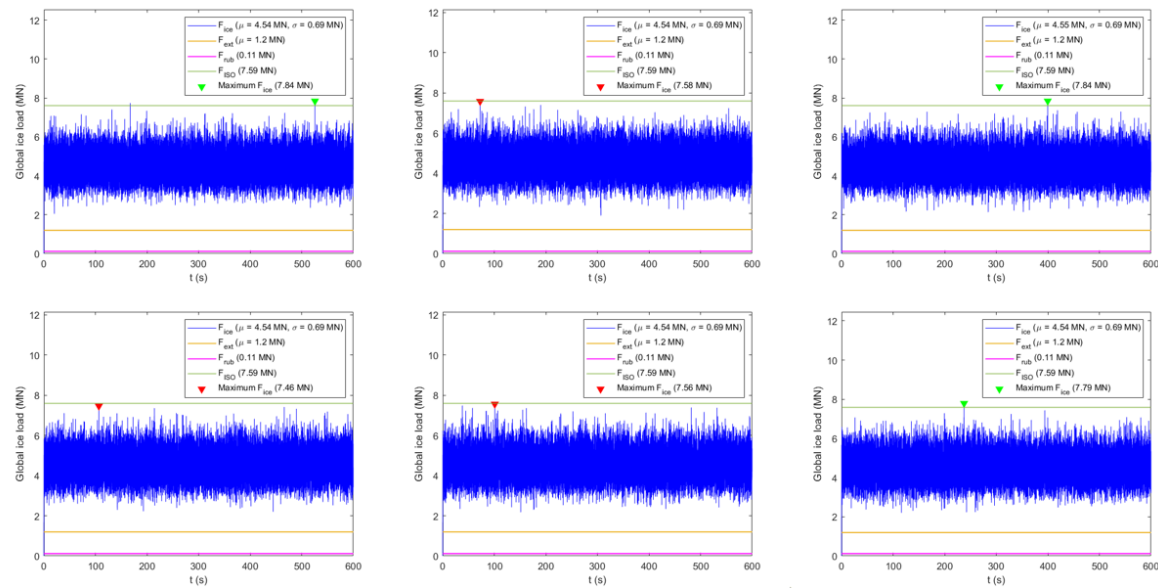 12
10
8
6
4
2
0
Global ice load (MN)
F_ice (μ = 4.54 MN, σ = 0.69 MN)
F_ext (μ = 1.2 MN)
F_rub (0.11 MN)
F_ISO (7.59 MN)
Maximum F_ice (7.84 MN)
0 100 200 300 400 500 600
t (s)
12
10
8
6
4
2
0
Global ice load (MN)
F_ice (μ = 4.54 MN, σ = 0.69 MN)
F_ext (μ = 1.2 MN)
F_rub (0.11 MN)
F_ISO (7.59 MN)
Maximum F_ice (7.58 MN)
0 100 200 300 400 500 600
t (s)
12
10
8
6
4
2
0
Global ice load (MN)
F_ice (μ = 4.55 MN, σ = 0.69 MN)
F_ext (μ = 1.2 MN)
F_rub (0.11 MN)
F_ISO (7.59 MN)
Maximum F_ice (7.84 MN)
0 100 200 300 400 500 600
t (s)
12
10
8
6
4
2
0
Global ice load (MN)
F_ice (μ = 4.54 MN, σ = 0.69 MN)
F_ext (μ = 1.2 MN)
F_rub (0.11 MN)
F_ISO (7.59 MN)
Maximum F_ice (7.46 MN)
0 100 200 300 400 500 600
t (s)
12
10
8
6
4
2
0
Global ice load (MN)
F_ice (μ = 4.54 MN, σ = 0.69 MN)
F_ext (μ = 1.2 MN)
F_rub (0.11 MN)
F_ISO (7.59 MN)
Maximum F_ice (7.56 MN)
0 100 200 300 400 500 600
t (s)
12
10
8
6
4
2
0
Global ice load (MN)
F_ice (μ = 4.54 MN, σ = 0.69 MN)
F_ext (μ = 1.2 MN)
F_rub (0.11 MN)
F_ISO (7.59 MN)
Maximum F_ice (7.79 MN)
0 100 200 300 400 500 600
t (s)